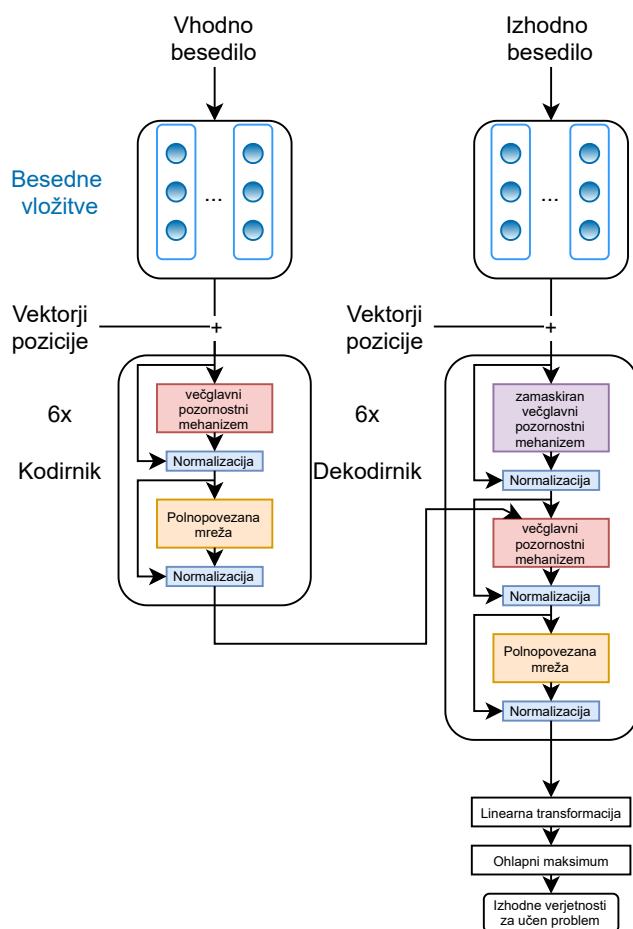 Vhodno
besedilo
Izhodno
besedilo
Besedne
vložitve
...
...
Vektorji
pozicije
+
Vektorji
pozicije
+
6x
Kodirnik
večglavni
pozornostni
mehanizem
Normalizacija
Polnopovezana
mreža
Normalizacija
6x
Dekodirnik
zamaskiran
večglavni
pozornostni
mehanizem
Normalizacija
večglavni
pozornostni
mehanizem
Normalizacija
Polnopovezana
mreža
Normalizacija
Linearna transformacija
Ohlapni maksimum
Izhodne verjetnosti
za učen problem